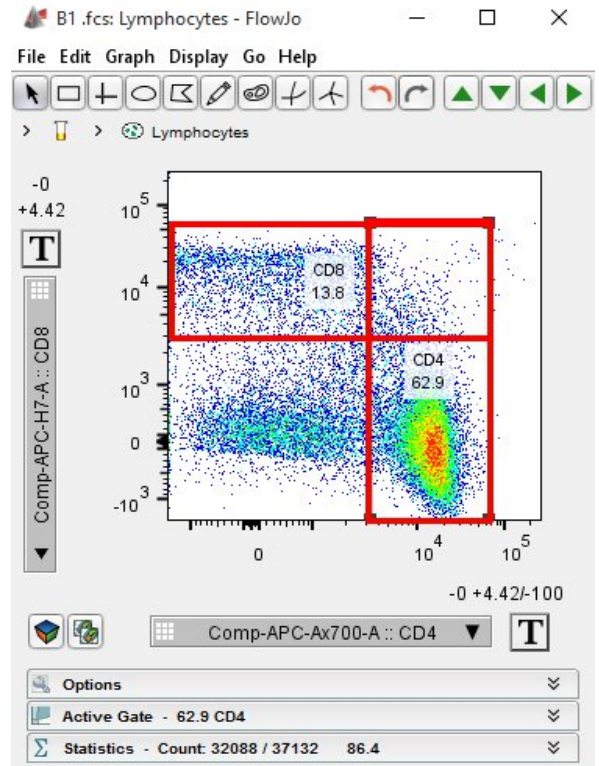 B1 .fcs: Lymphocytes - FlowJo
File Edit Graph Display Go Help
> > Lymphocytes
-0
+4.42
T
Comp-APC-H7-A :: CD8
10^5
10^4
10^3
0
-10^3
CD8
13.8
CD4
62.9
0 10^4 10^5
-0 +4.42/-100
Comp-APC-Ax700-A :: CD4 T
Options
Active Gate - 62.9 CD4
Σ Statistics - Count: 32088 / 37132 86.4